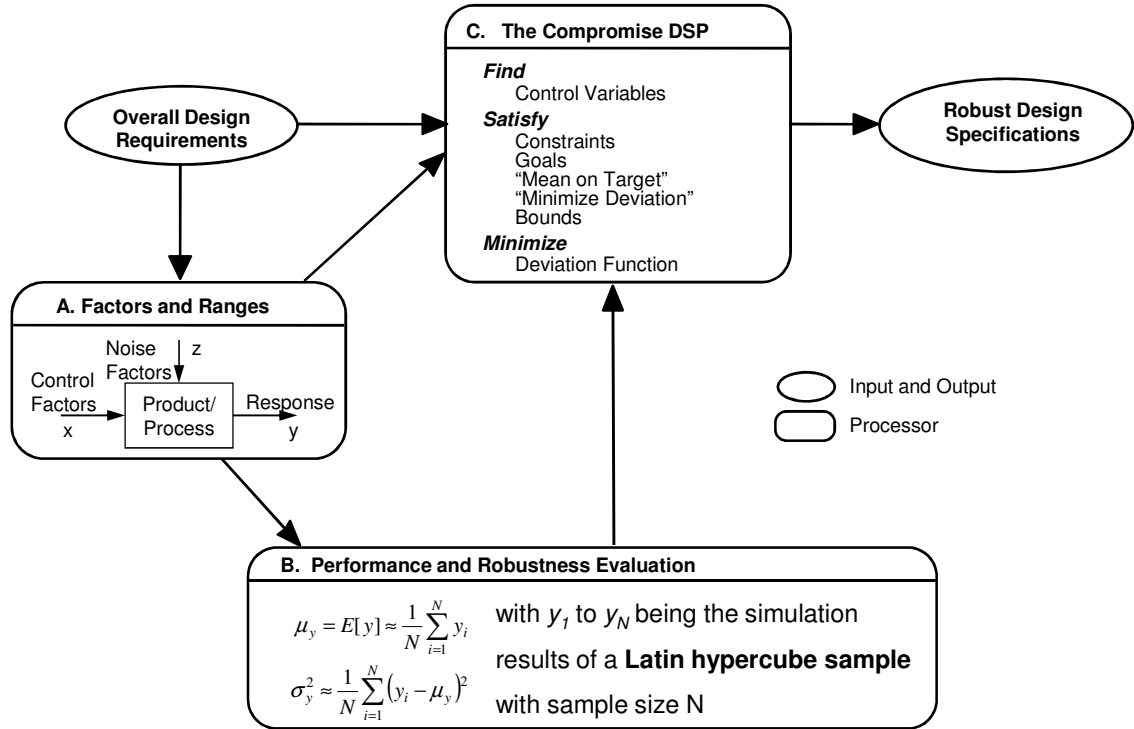 C. The Compromise DSP
Find
Control Variables
Satisfy
Constraints
Goals
“Mean on Target”
“Minimize Deviation”
Bounds
Minimize
Deviation Function
Overall Design
Requirements
Robust Design
Specifications
A. Factors and Ranges
Noise z
Factors
Control
Factors
x
Product/
Process
Response
y
Input and Output
Processor
B. Performance and Robustness Evaluation
μ_y = E[y] ≈ 1/N ∑_{i=1}^{N} y_i
σ_y^2 ≈ 1/N ∑_{i=1}^{N} (y_i − μ_y)^2
with y_1 to y_N being the simulation
results of a Latin hypercube sample
with sample size N